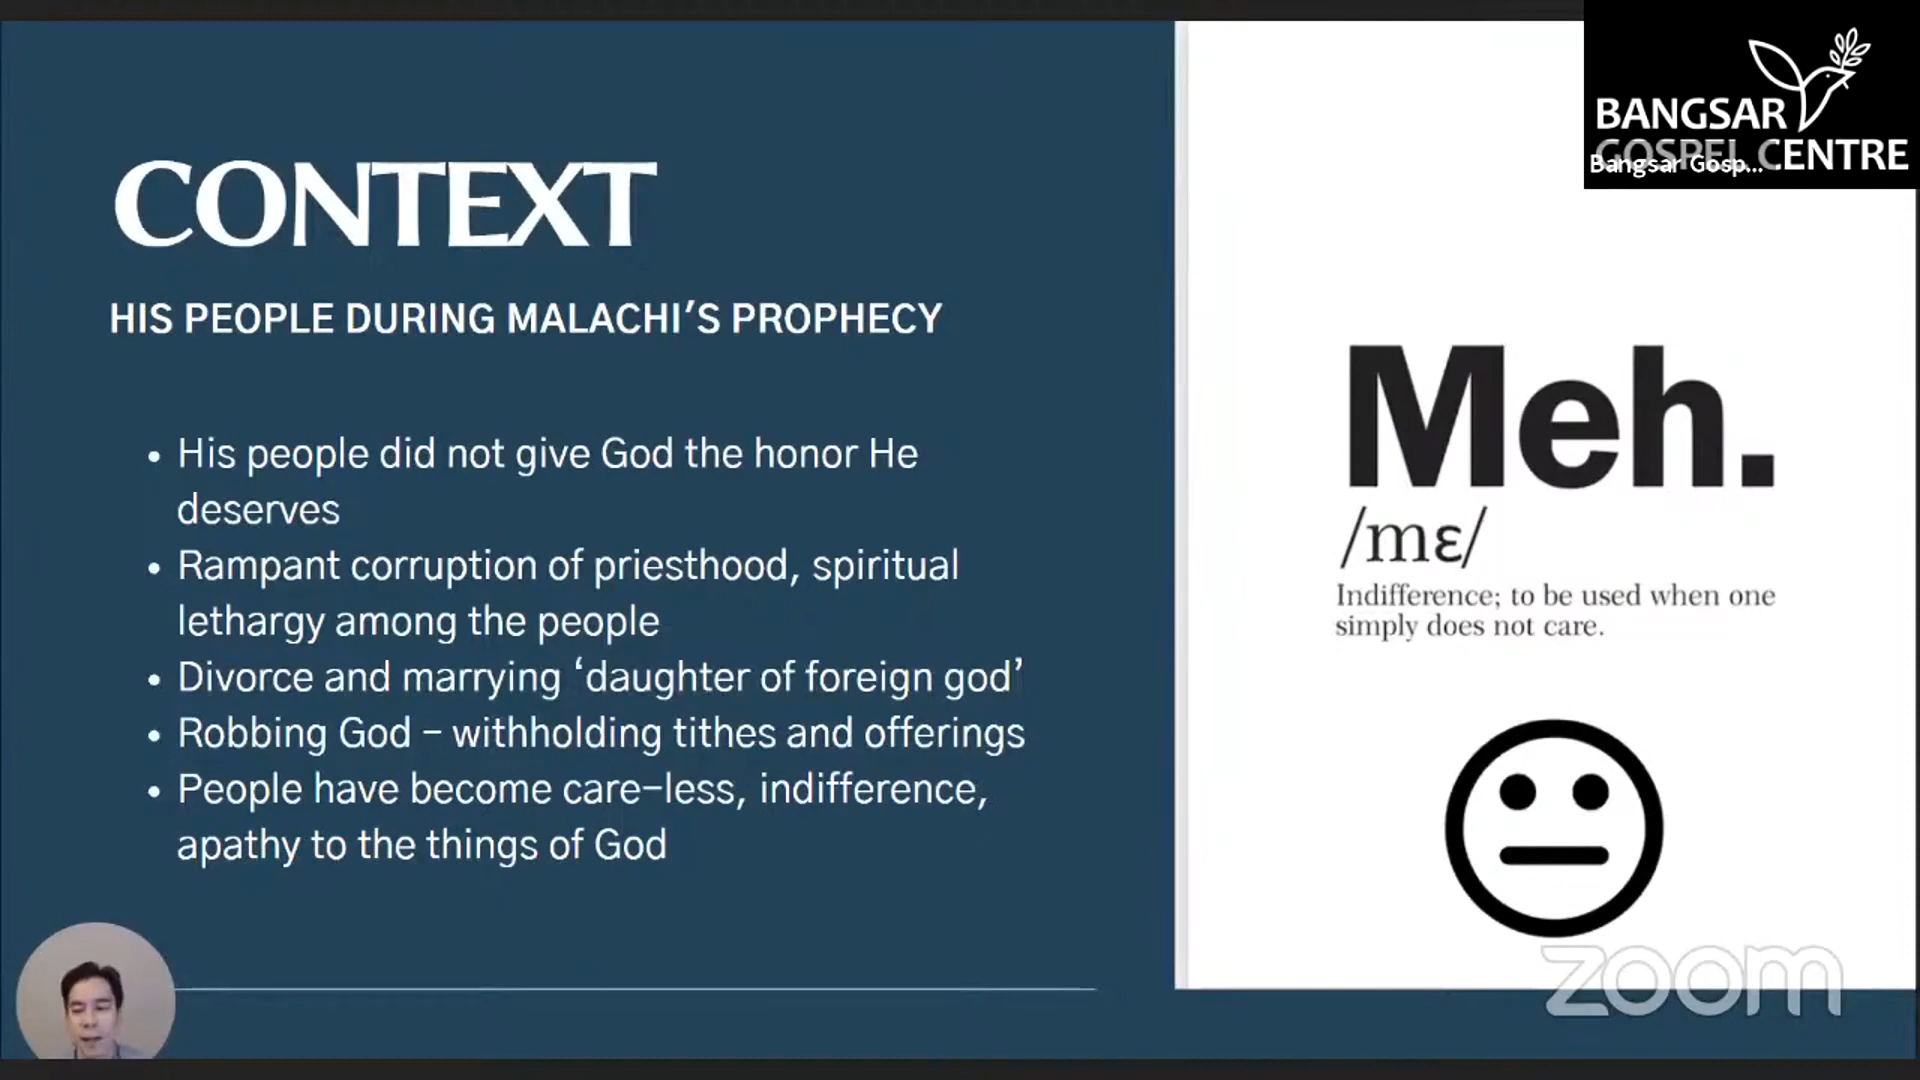 CONTEXT
HIS PEOPLE DURING MALACHI'S PROPHECY
• His people did not give God the honor He
deserves
• Rampant corruption of priesthood, spiritual
lethargy among the people
• Divorce and marrying ‘daughter of foreign god’
• Robbing God – withholding tithes and offerings
• People have become care-less, indifference,
apathy to the things of God
BANGSAR
GOSPEL CENTRE
Bangsar Gosp...
Meh.
/mɛ/
Indifference; to be used when one
simply does not care.
zoom